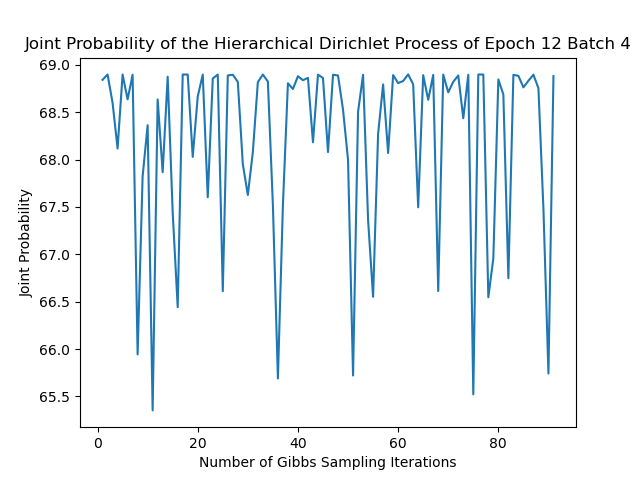 Joint Probability of the Hierarchical Dirichlet Process of Epoch 12 Batch 4
69.0
68.5
68.0
67.5
67.0
66.5
66.0
65.5
Joint Probability
0 20 40 60 80
Number of Gibbs Sampling Iterations